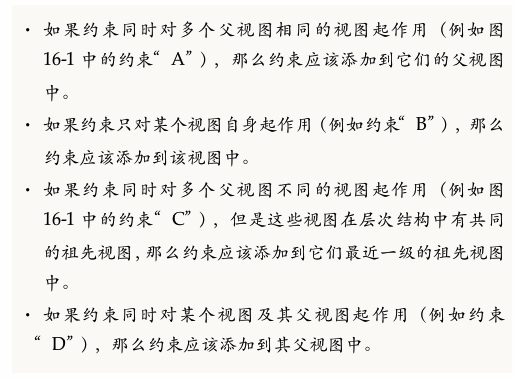 · 如果约束同时对多个父视图相同的视图起作用（例如图
16-1 中的约束“ A”），那么约束应该添加到它们的父视图
中。
· 如果约束只对某个视图自身起作用（例如约束“ B”），那么
约束应该添加到该视图中。
· 如果约束同时对多个父视图不同的视图起作用（例如图
16-1 中的约束“ C”），但是这些视图在层次结构中有共同
的祖先视图，那么约束应该添加到它们最近一级的祖先视图
中。
· 如果约束同时对某个视图及其父视图起作用（例如约束
“ D”），那么约束应该添加到其父视图中。